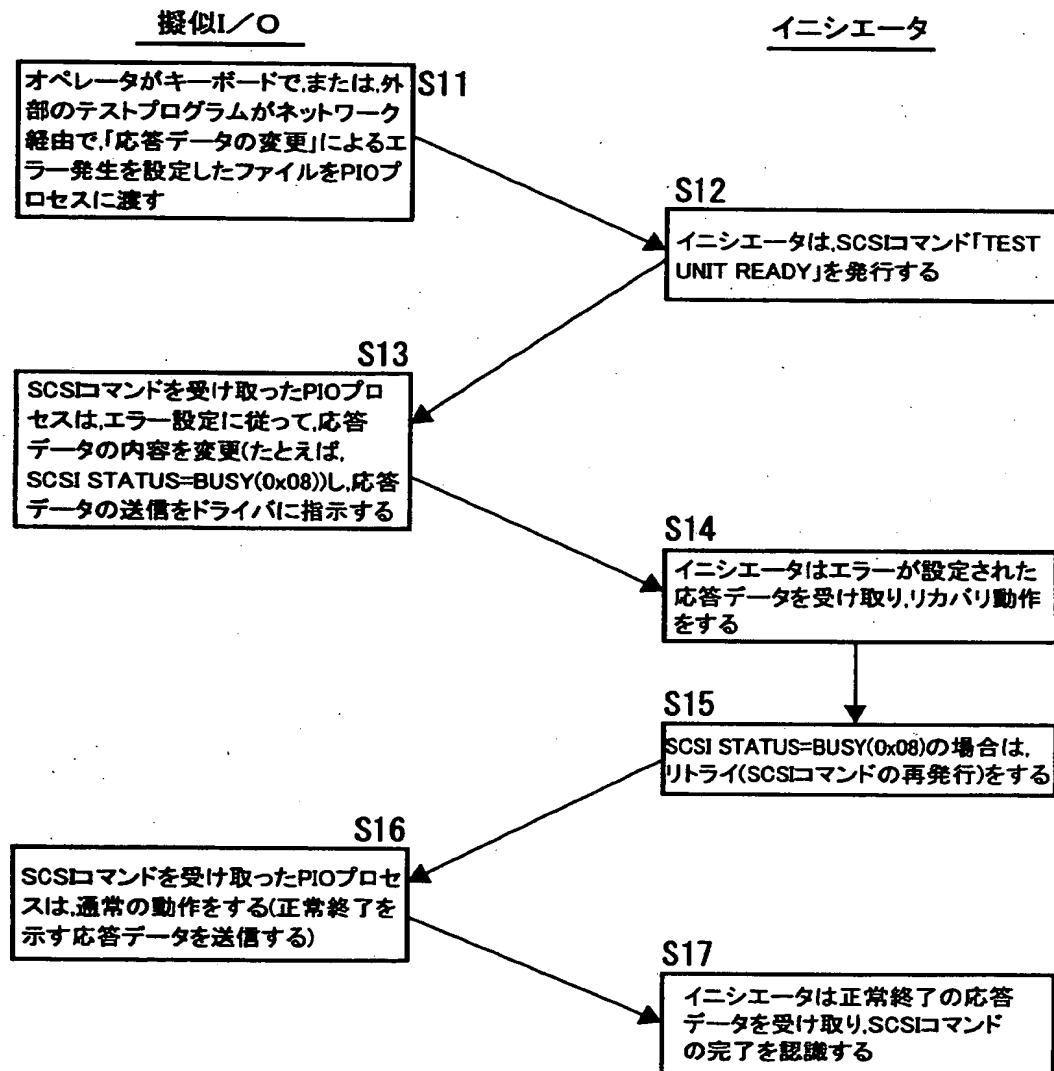 擬似I／O
イニシエータ
S11
オペレータがキーボードで,または,外
部のテストプログラムがネットワーク
経由で,「応答データの変更」によるエ
ラー発生を設定したファイルをPIOプ
ロセスに渡す
S12
イニシエータは,SCSIコマンド「TEST
UNIT READY」を発行する
S13
SCSIコマンドを受け取ったPIOプロ
セスは,エラー設定に従って,応答
データの内容を変更(たとえば,
SCSI STATUS=BUSY(0x08))し,応答
データの送信をドライバに指示する
S14
イニシエータはエラーが設定された
応答データを受け取り,リカバリ動作
をする
S15
SCSI STATUS=BUSY(0x08)の場合は,
リトライ(SCSIコマンドの再発行)をする
S16
SCSIコマンドを受け取ったPIOプロセ
スは,通常の動作をする(正常終了を
示す応答データを送信する)
S17
イニシエータは正常終了の応答
データを受け取り,SCSIコマンド
の完了を認識する